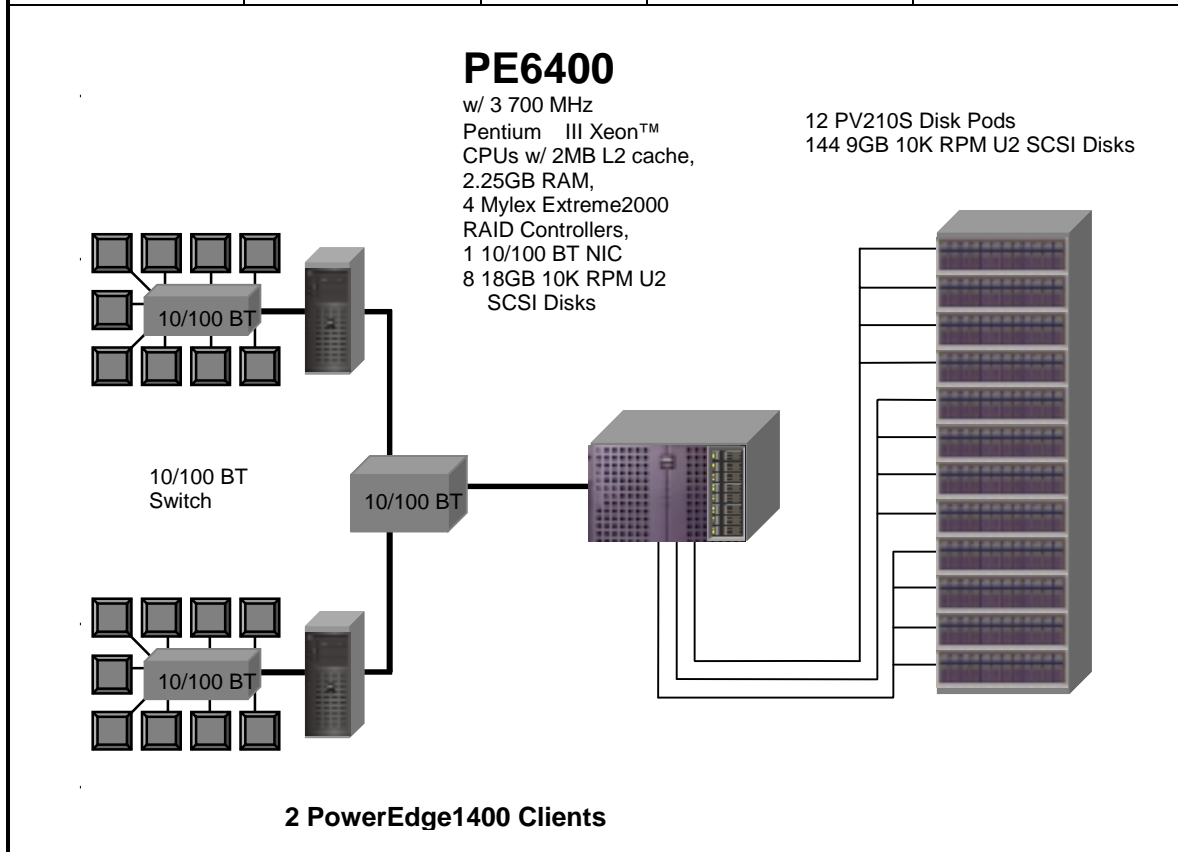 PE6400
w/ 3 700 MHz
Pentium III Xeon™
CPUs w/ 2MB L2 cache,
2.25GB RAM,
4 Mylex Extreme2000
RAID Controllers,
1 10/100 BT NIC
8 18GB 10K RPM U2
SCSI Disks
12 PV210S Disk Pods
144 9GB 10K RPM U2 SCSI Disks
10/100 BT
10/100 BT
Switch
10/100 BT
10/100 BT
2 PowerEdge1400 Clients